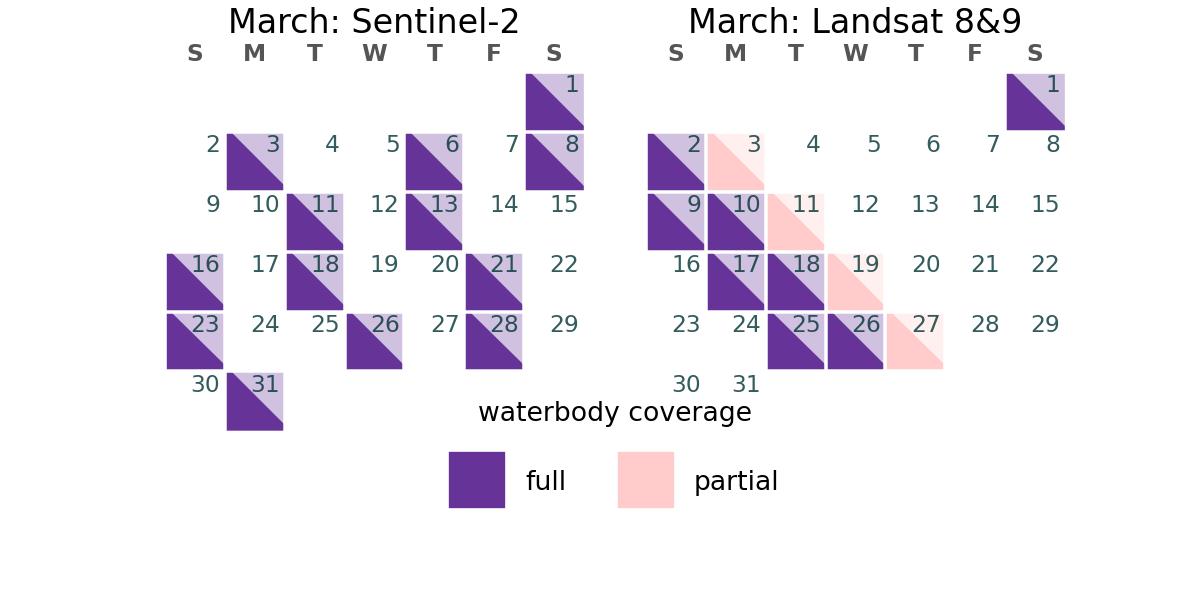 March: Sentinel-2
S M T W T F S
1
2 3 4 5 6 7 8
9 10 11 12 13 14 15
16 17 18 19 20 21 22
23 24 25 26 27 28 29
30 31
March: Landsat 8&9
S M T W T F S
1
2 3 4 5 6 7 8
9 10 11 12 13 14 15
16 17 18 19 20 21 22
23 24 25 26 27 28 29
30 31
waterbody coverage
full partial